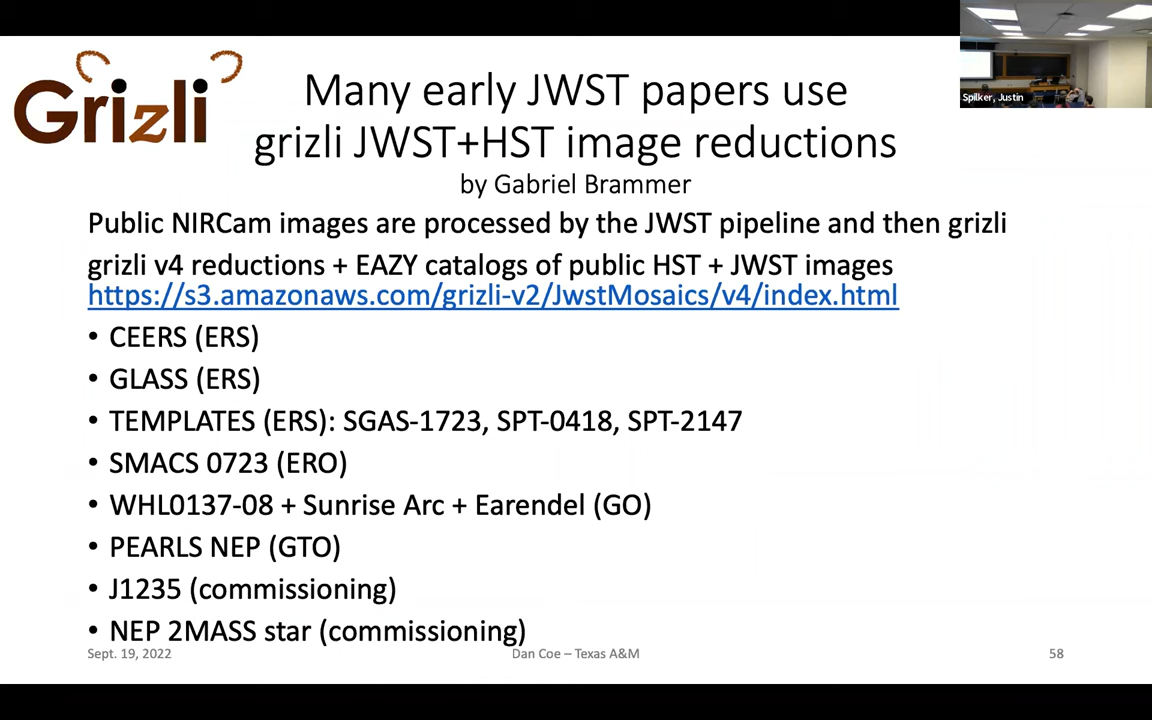 Grizli
Many early JWST papers use
grizli JWST+HST image reductions
by Gabriel Brammer
Public NIRCam images are processed by the JWST pipeline and then grizli
grizli v4 reductions + EAZY catalogs of public HST + JWST images
https://s3.amazonaws.com/grizli-v2/JwstMosaics/v4/index.html
• CEERS (ERS)
• GLASS (ERS)
• TEMPLATES (ERS): SGAS-1723, SPT-0418, SPT-2147
• SMACS 0723 (ERO)
• WHL0137-08 + Sunrise Arc + Earendel (GO)
• PEARLS NEP (GTO)
• J1235 (commissioning)
• NEP 2MASS star (commissioning)
Sept. 19, 2022
Dan Coe – Texas A&M
58
Spilker, Justin